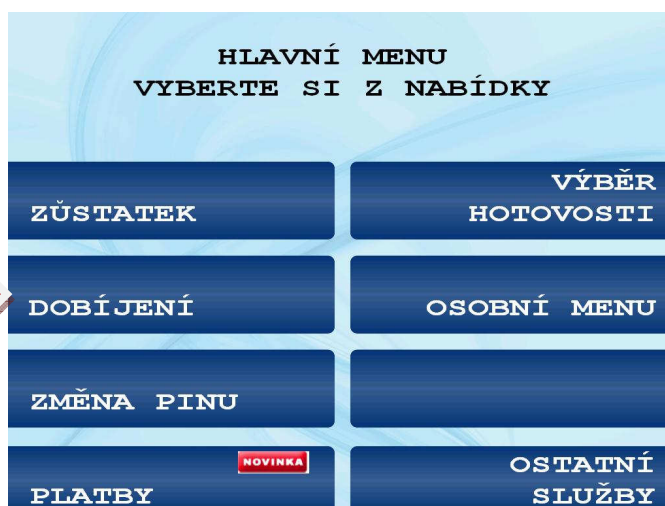 HLAVNÍ MENU
VYBERTE SI Z NABÍDKY
ZŮSTATEK
VÝBĚR
HOTOVOSTI
DOBÍJENÍ
OSOBNÍ MENU
ZMĚNA PINU
NOVINKA
PLATBY
OSTATNÍ
SLUŽBY